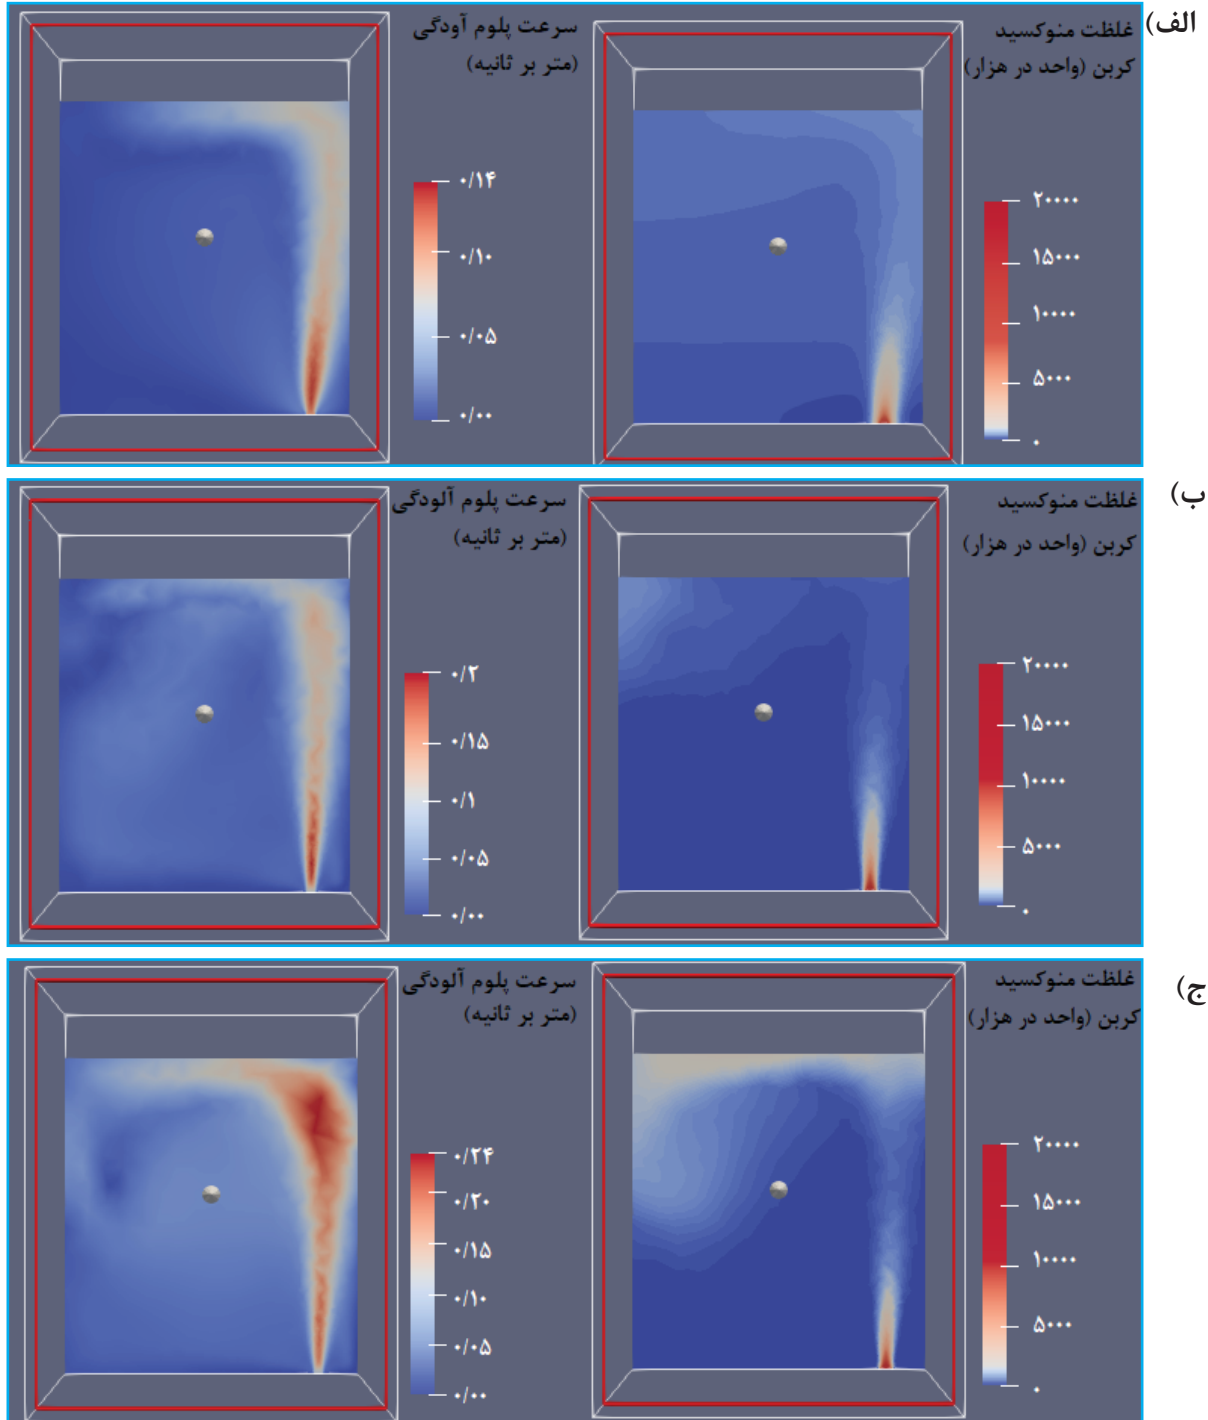 الف)
غلظت منوکسید
کربن (واحد در هزار)
۲۰۰۰۰
۱۵۰۰۰
۱۰۰۰۰
۵۰۰۰
۰
سرعت پلوم آودگی
(متر بر ثانیه)
۰/۱۴
۰/۱۰
۰/۰۵
۰/۰۰
ب)
غلظت منوکسید
کربن (واحد در هزار)
۲۰۰۰۰
۱۵۰۰۰
۱۰۰۰۰
۵۰۰۰
۰
سرعت پلوم آلودگی
(متر بر ثانیه)
۰/۲
۰/۱۵
۰/۱
۰/۰۵
۰/۰۰
ج)
غلظت منوکسید
کربن (واحد در هزار)
۲۰۰۰۰
۱۵۰۰۰
۱۰۰۰۰
۵۰۰۰
۰
سرعت پلوم آلودگی
(متر بر ثانیه)
۰/۲۴
۰/۲۰
۰/۱۵
۰/۱۰
۰/۰۵
۰/۰۰